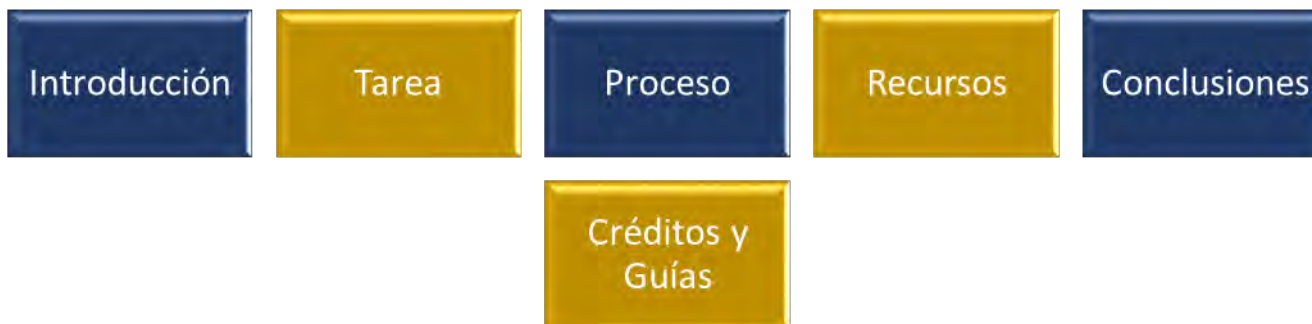 Introducción
Tarea
Proceso
Recursos
Conclusiones
Créditos y
Guías